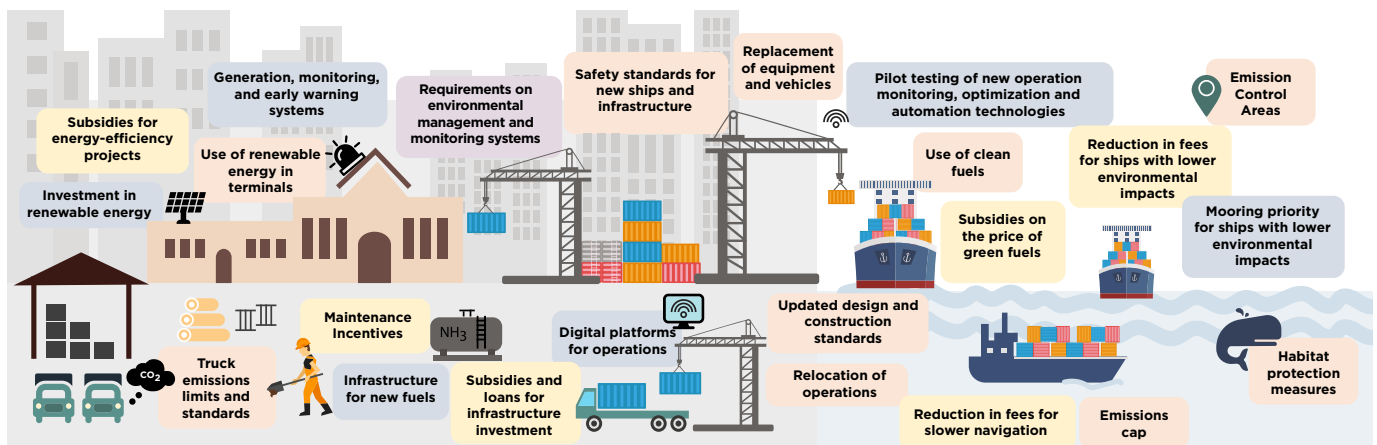 Generation, monitoring,
and early warning
systems
Subsidies for
energy-efficiency
projects
Use of renewable
energy in
terminals
Investment in
renewable energy
Requirements on
environmental
management and
monitoring systems
Safety standards for
new ships and
infrastructure
Replacement
of equipment
and vehicles
Pilot testing of new operation
monitoring, optimization and
automation technologies
Emission
Control
Areas
Use of clean
fuels
Reduction in fees
for ships with lower
environmental
impacts
Subsidies on
the price of
green fuels
Mooring priority
for ships with lower
environmental
impacts
Maintenance
Incentives
NH3
Digital platforms
for operations
Updated design and
construction
standards
CO2
Truck
emissions
limits and
standards
Infrastructure
for new fuels
Subsidies and
loans for
infrastructure
investment
Relocation of
operations
Habitat
protection
measures
Reduction in fees for
slower navigation
Emissions
cap